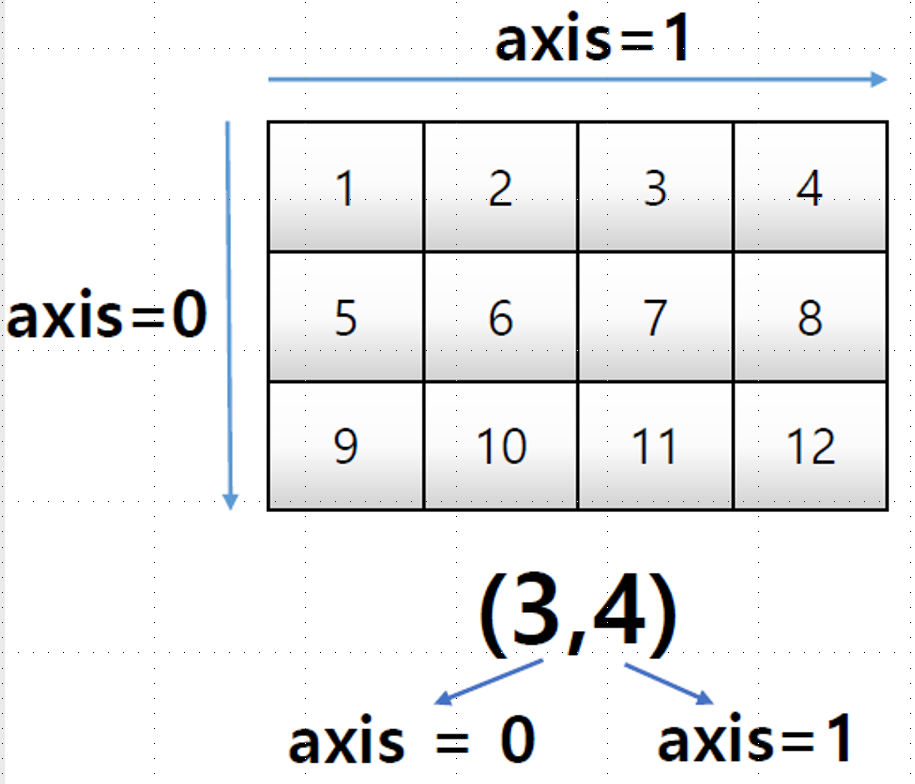 axis=1
1 2 3 4
axis=0
5 6 7 8
9 10 11 12
(3,4)
axis = 0 axis=1